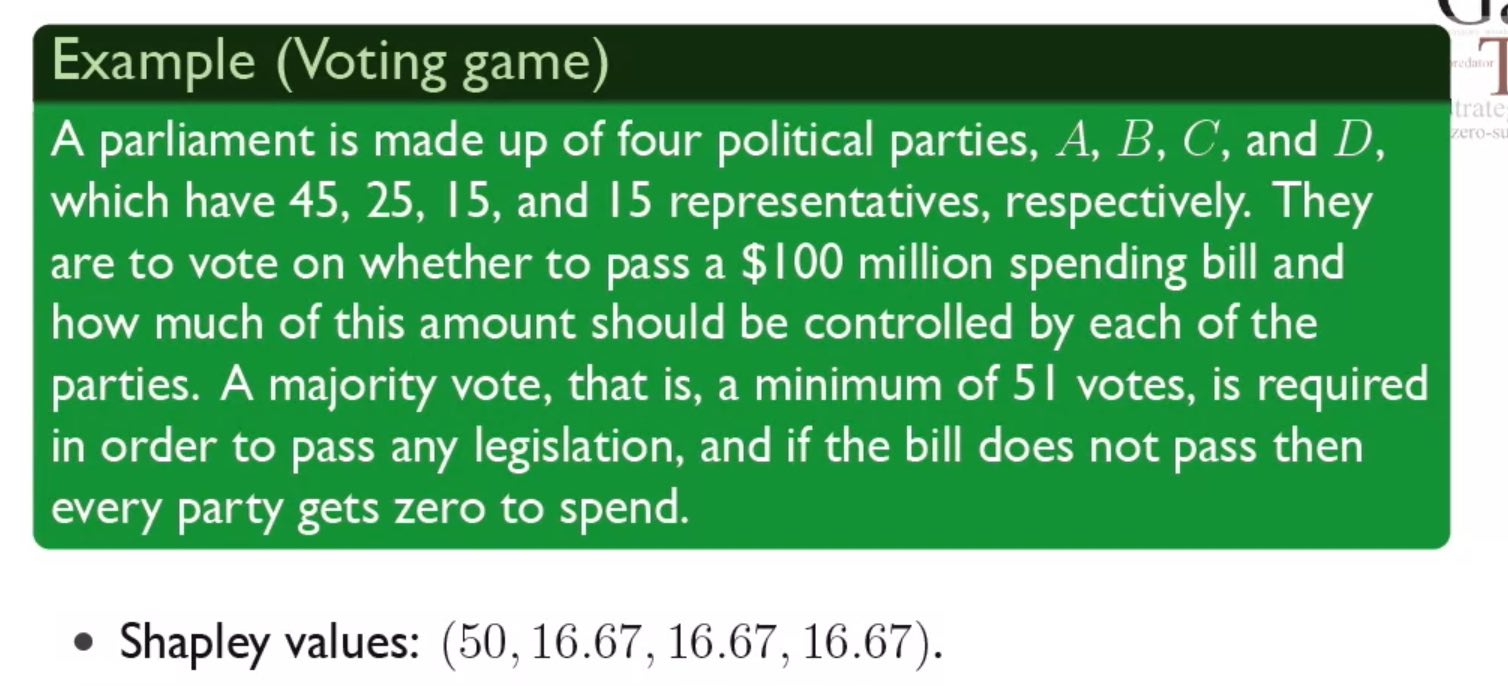 Example (Voting game)
A parliament is made up of four political parties, A, B, C, and D,
which have 45, 25, 15, and 15 representatives, respectively. They
are to vote on whether to pass a $100 million spending bill and
how much of this amount should be controlled by each of the
parties. A majority vote, that is, a minimum of 51 votes, is required
in order to pass any legislation, and if the bill does not pass then
every party gets zero to spend.
• Shapley values: (50, 16.67, 16.67, 16.67).